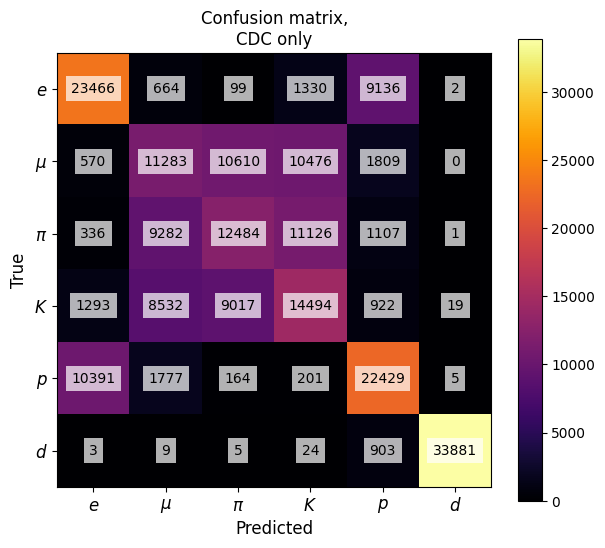 Confusion matrix,
CDC only
e 23466 664 99 1330 9136 2
μ 570 11283 10610 10476 1809 0
π 336 9282 12484 11126 1107 1
K 1293 8532 9017 14494 922 19
p 10391 1777 164 201 22429 5
d 3 9 5 24 903 33881
e μ π K p d
True
Predicted
30000
25000
20000
15000
10000
5000
0